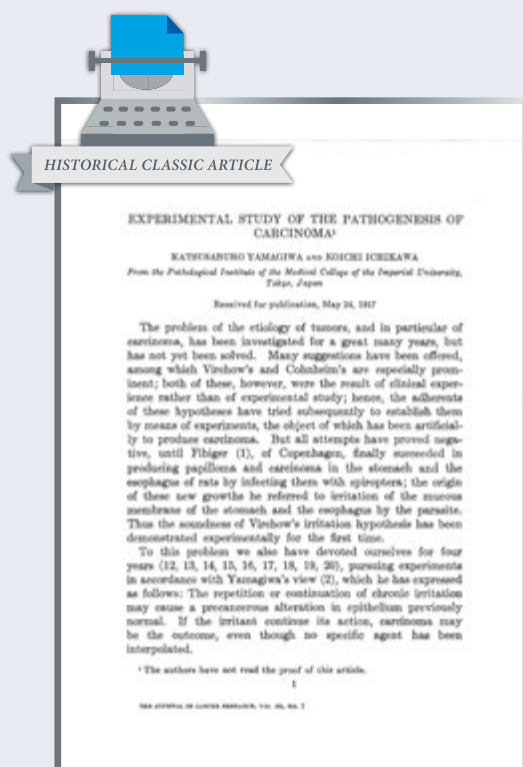 HISTORICAL CLASSIC ARTICLE
EXPERIMENTAL STUDY OF THE PATHOGENESIS OF
CARCINOMA¹
KATSUSABURO YAMAGIWA AND KOICHI ICHIKAWA
From the Pathological Institute of the Medical College of the Imperial University,
Tokyo, Japan
Received for publication, May 24, 1917
The problem of the etiology of tumors, and in particular of
carcinoma, has been investigated for a great many years, but
has not yet been solved. Many suggestions have been offered,
among which Virchow's and Cohnheim's are especially prom-
inent; both of these, however, were the result of clinical exper-
ience rather than of experimental study; hence, the adherents
of these hypotheses have tried subsequently to establish them
by means of experiments, the object of which has been artificial-
ly to produce carcinoma. But all attempts have proved nega-
tive, until Fibiger (1), of Copenhagen, finally succeeded in
producing papilloma and carcinoma in the stomach and the
esophagus of rats by infecting them with spiroptera; the origin
of these new growths he referred to irritation of the mucous
membrane of the stomach and the esophagus by the parasite.
Thus the soundness of Virchow's irritation hypothesis has been
demonstrated experimentally for the first time.
To this problem we also have devoted ourselves for four
years (12, 13, 14, 15, 16, 17, 18, 19, 20), pursuing experiments
in accordance with Yamagiwa's view (2), which he has expressed
as follows: The repetition or continuation of chronic irritation
may cause a precancerous alteration in epithelium previously
normal. If the irritant continue its action, carcinoma may
be the outcome, even though no specific agent has been
interpolated.
¹ The authors have not read the proof of this article.
1
THE JOURNAL OF CANCER RESEARCH, VOL. III, NO. 1